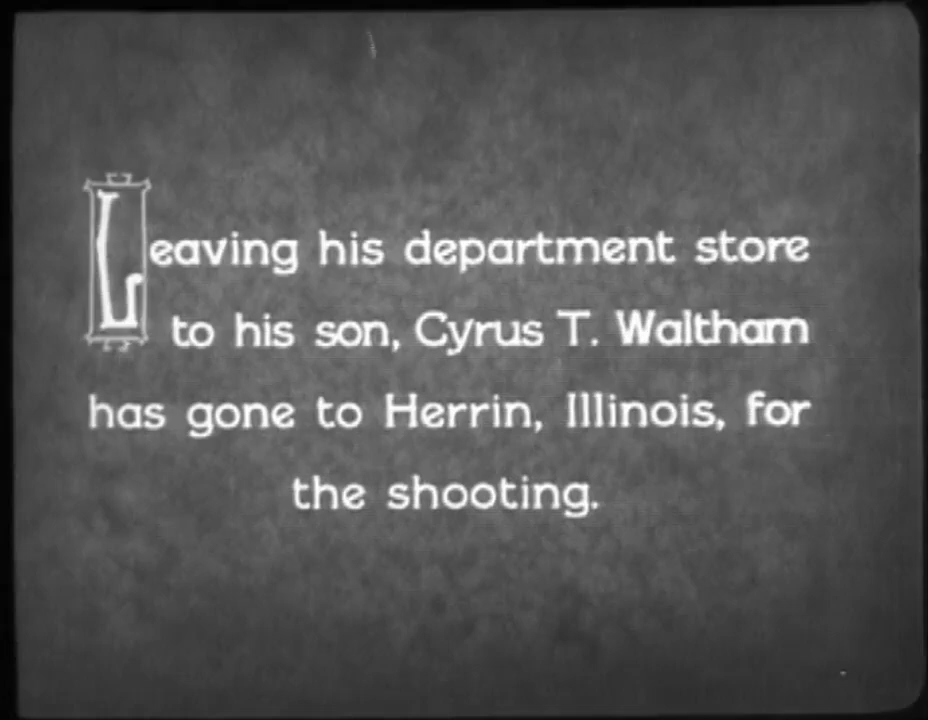 Leaving his department store
to his son, Cyrus T. Waltham
has gone to Herrin, Illinois, for
the shooting.